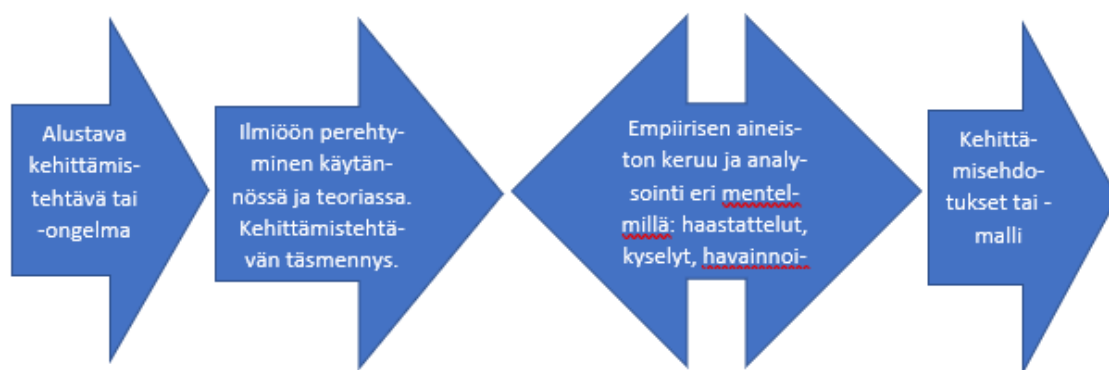 Alustava
kehittämis-
tehtävä tai
-ongelma
Ilmiöön perehty-
minen käytän-
nössä ja teoriassa.
Kehittämistehtä-
vän täsmennys.
Empiirisen aineis-
ton keruu ja analy-
sointi eri mentel-
millä: haastattelut,
kyselyt, havainnoi-
Kehittä-
misehdo-
tukset tai -
malli